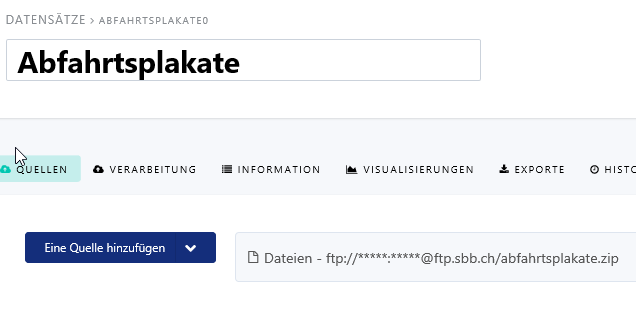 DATENSÄTZE > ABFAHRTSPLAKATE0
Abfahrtsplakate
QUELLEN VERARBEITUNG INFORMATION VISUALISIERUNGEN EXPORTE HISTO
Eine Quelle hinzufügen
Dateien - ftp://*****:*****@ftp.sbb.ch/abfahrtsplakate.zip